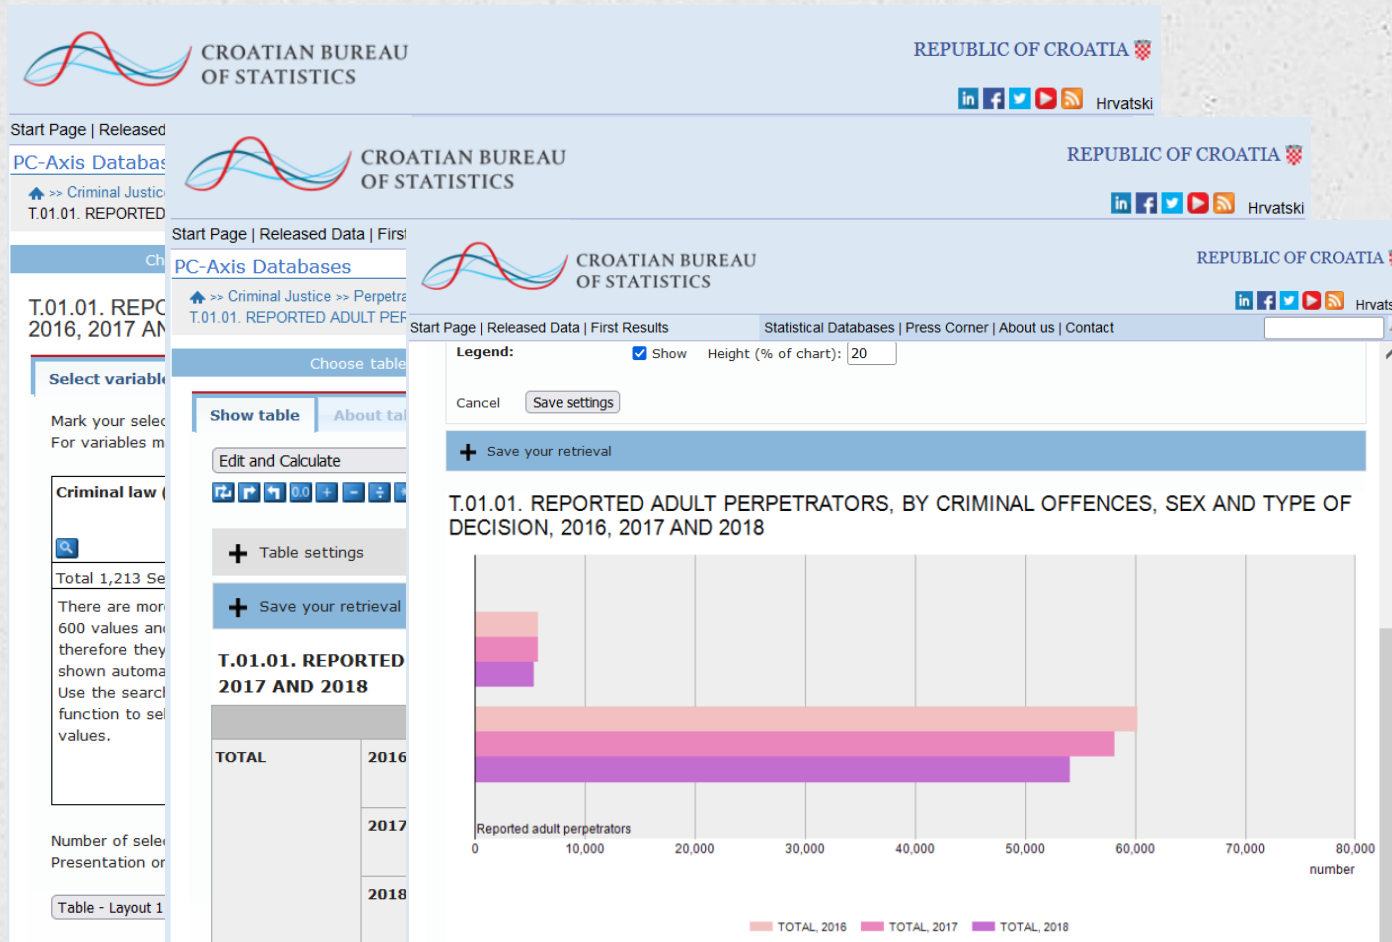 CROATIAN BUREAU
OF STATISTICS
REPUBLIC OF CROATIA
Hrvatski
Start Page | Released
PC-Axis Databas
>> Criminal Justic
T.01.01. REPORTED
Ch
T.01.01. REPO
2016, 2017 AN
Select variable
Mark your selec
For variables m
Criminal law (
Total 1,213 Se
There are mor
600 values an
therefore they
shown automa
Use the search
function to sel
values.
Number of selec
Presentation or
Table - Layout 1
CROATIAN BUREAU
OF STATISTICS
REPUBLIC OF CROATIA
Hrvatski
Start Page | Released Data | Firs
PC-Axis Databases
>> Criminal Justice >> Perpetra
T.01.01. REPORTED ADULT PER
Choose table
Show table
About tab
Edit and Calculate
0.0
Table settings
Save your retrieval
T.01.01. REPORTED
2017 AND 2018
TOTAL
2016
2017
2018
CROATIAN BUREAU
OF STATISTICS
REPUBLIC OF CROATIA
Hrvats
Start Page | Released Data | First Results
Statistical Databases | Press Corner | About us | Contact
Legend:
Show
Height (% of chart): 20
Cancel
Save settings
Save your retrieval
T.01.01. REPORTED ADULT PERPETRATORS, BY CRIMINAL OFFENCES, SEX AND TYPE OF
DECISION, 2016, 2017 AND 2018
Reported adult perpetrators
0 10,000 20,000 30,000 40,000 50,000 60,000 70,000 80,000
number
TOTAL, 2016 TOTAL, 2017 TOTAL, 2018